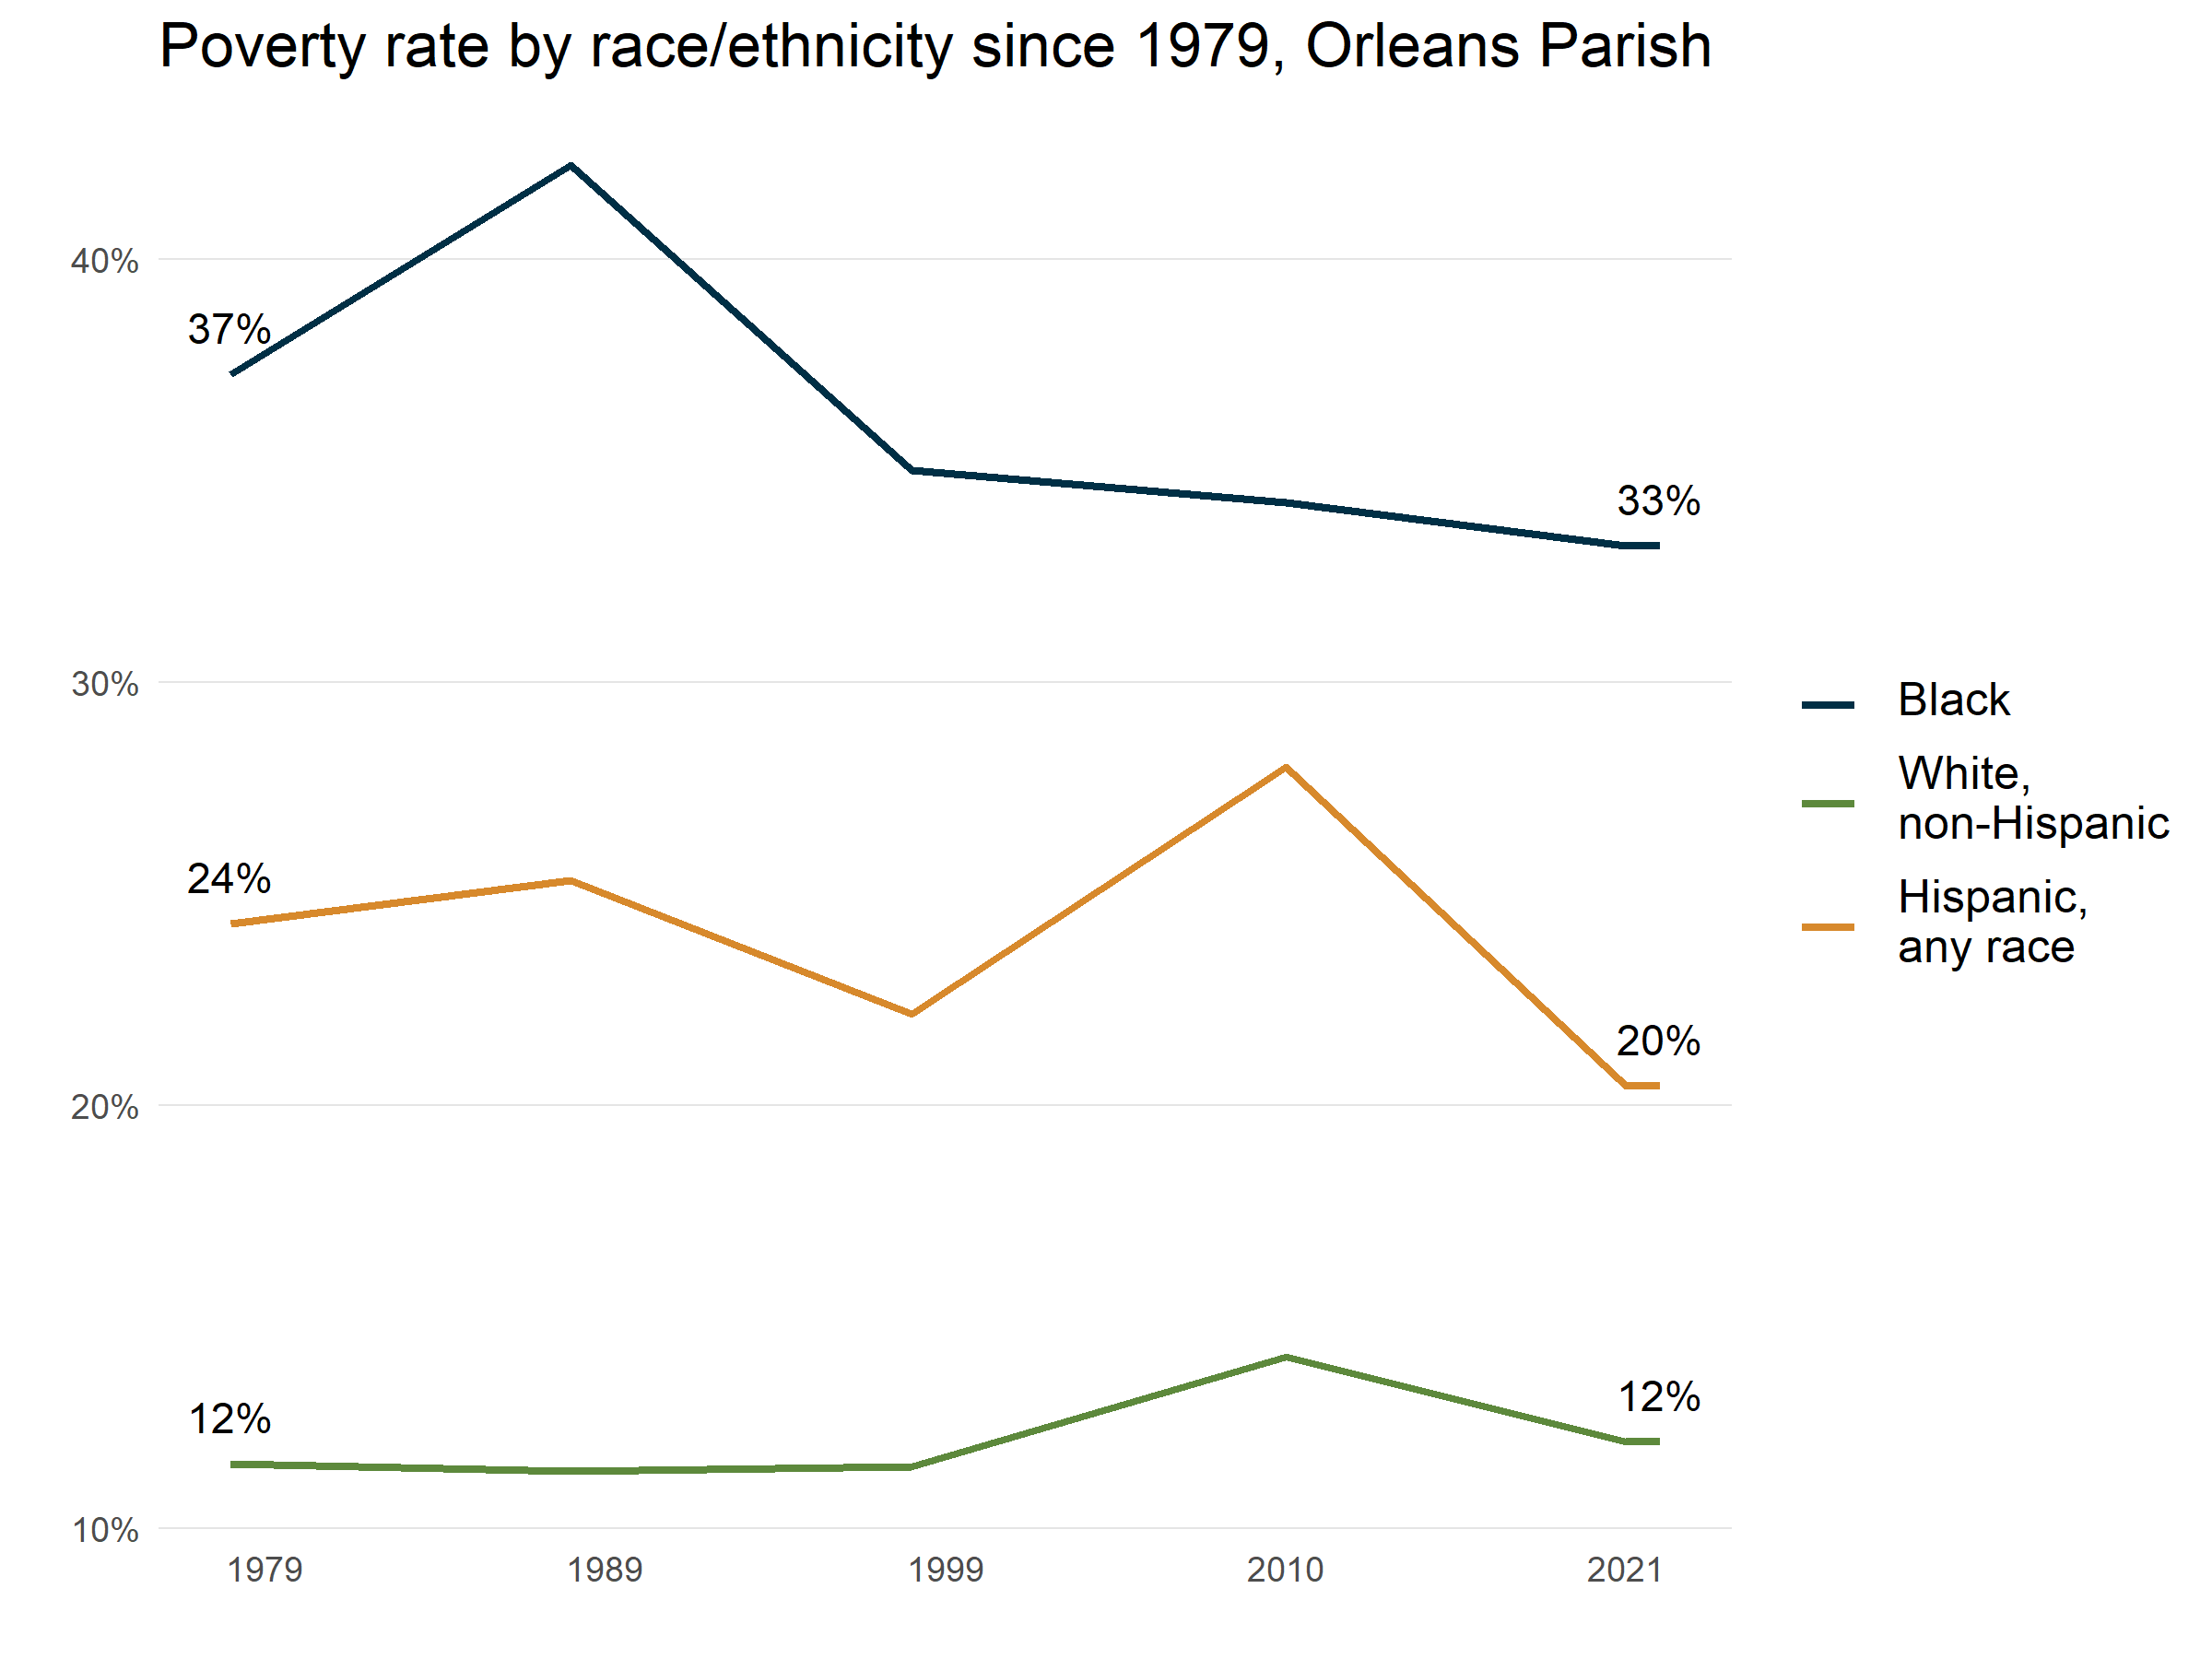 Poverty rate by race/ethnicity since 1979, Orleans Parish
40%
37%
33%
30%
Black
White,
non-Hispanic
24%
Hispanic,
any race
20%
20%
12%
12%
10%
1979
1989
1999
2010
2021